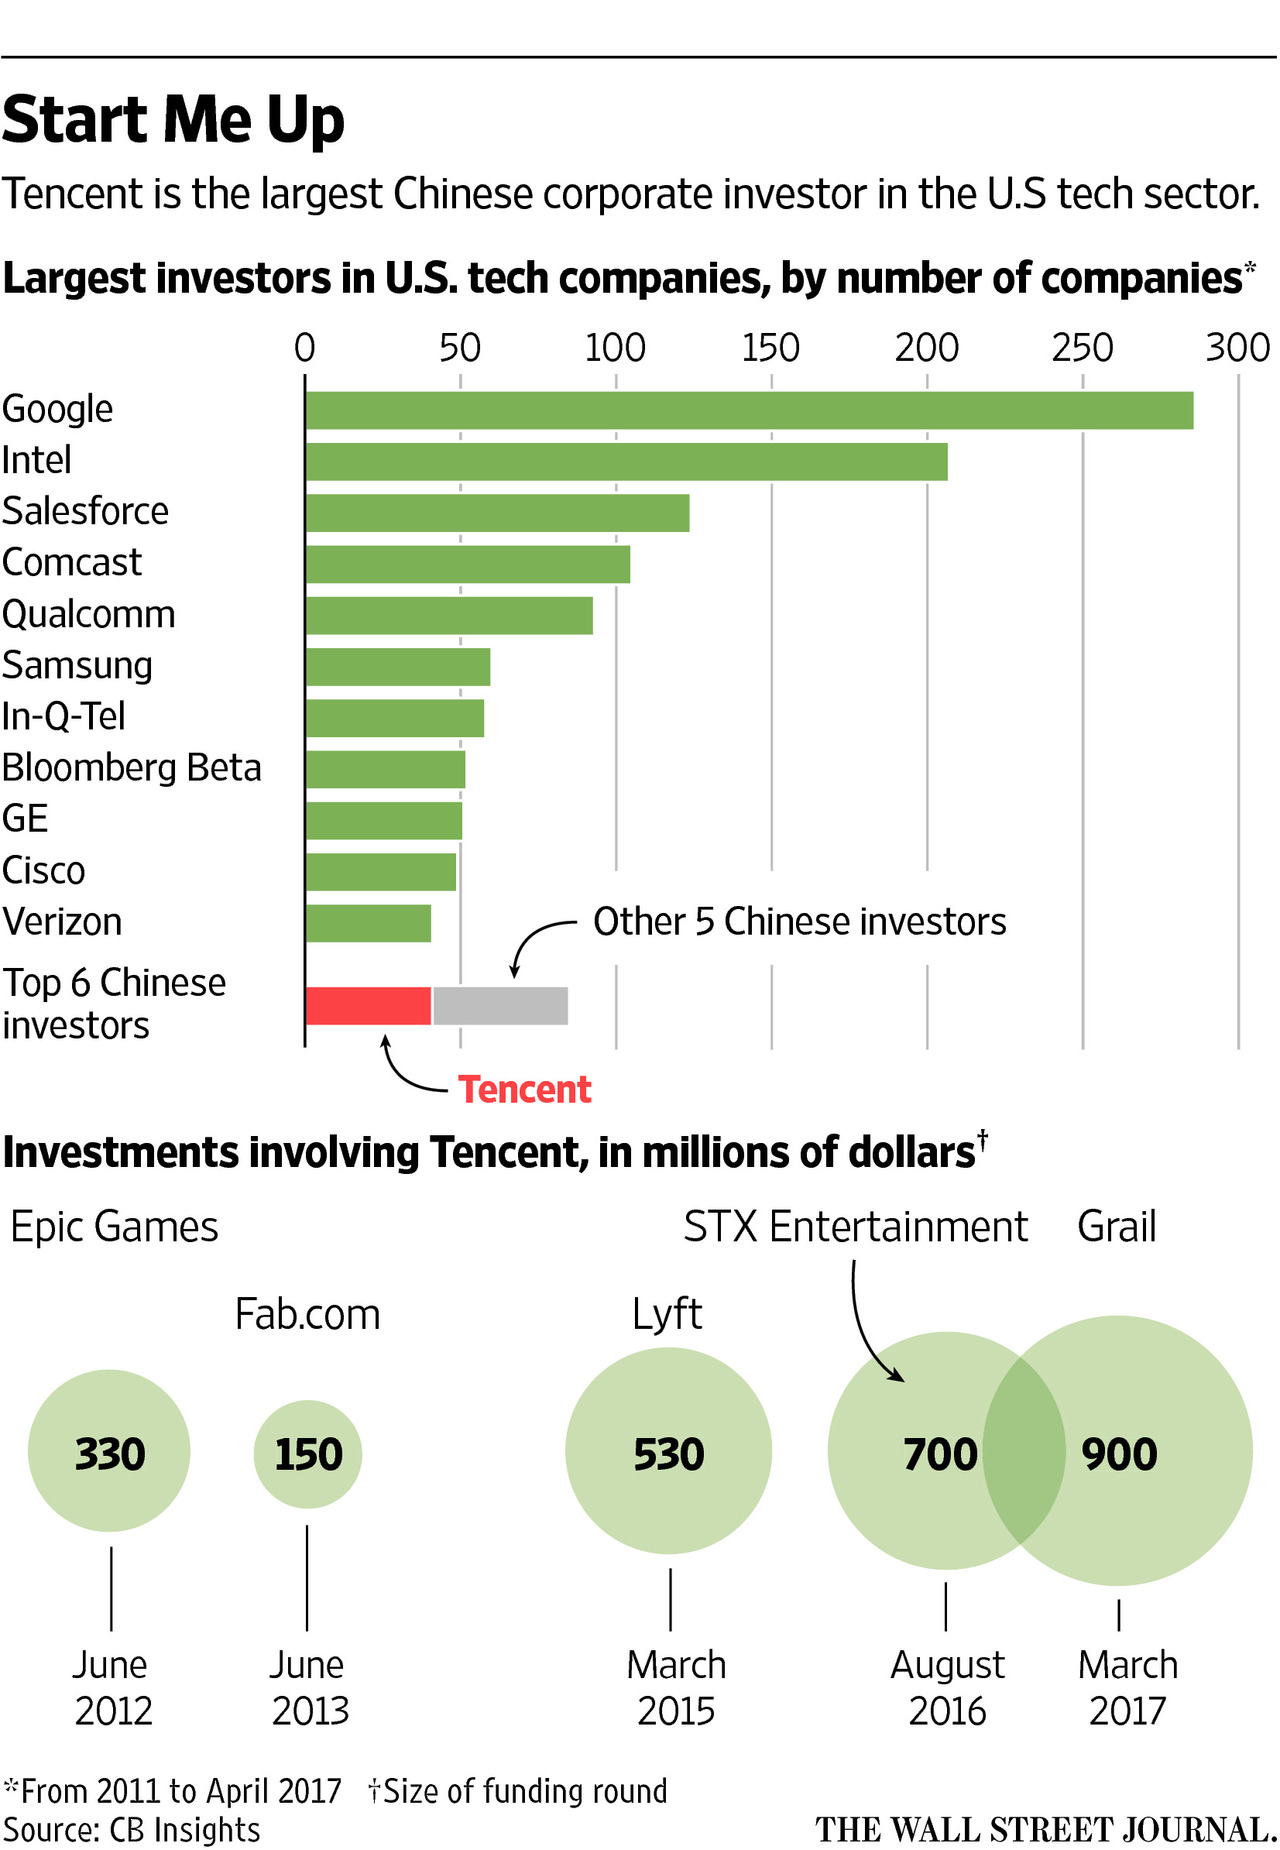 Start Me Up
Tencent is the largest Chinese corporate investor in the U.S tech sector.
Largest investors in U.S. tech companies, by number of companies*
0 50 100 150 200 250 300
Google
Intel
Salesforce
Comcast
Qualcomm
Samsung
In-Q-Tel
Bloomberg Beta
GE
Cisco
Verizon
Other 5 Chinese investors
Top 6 Chinese
investors
Tencent
Investments involving Tencent, in millions of dollars†
Epic Games
STX Entertainment
Grail
Fab.com
Lyft
330
150
530
700
900
June
2012
June
2013
March
2015
August
2016
March
2017
*From 2011 to April 2017 †Size of funding round
Source: CB Insights
THE WALL STREET JOURNAL.